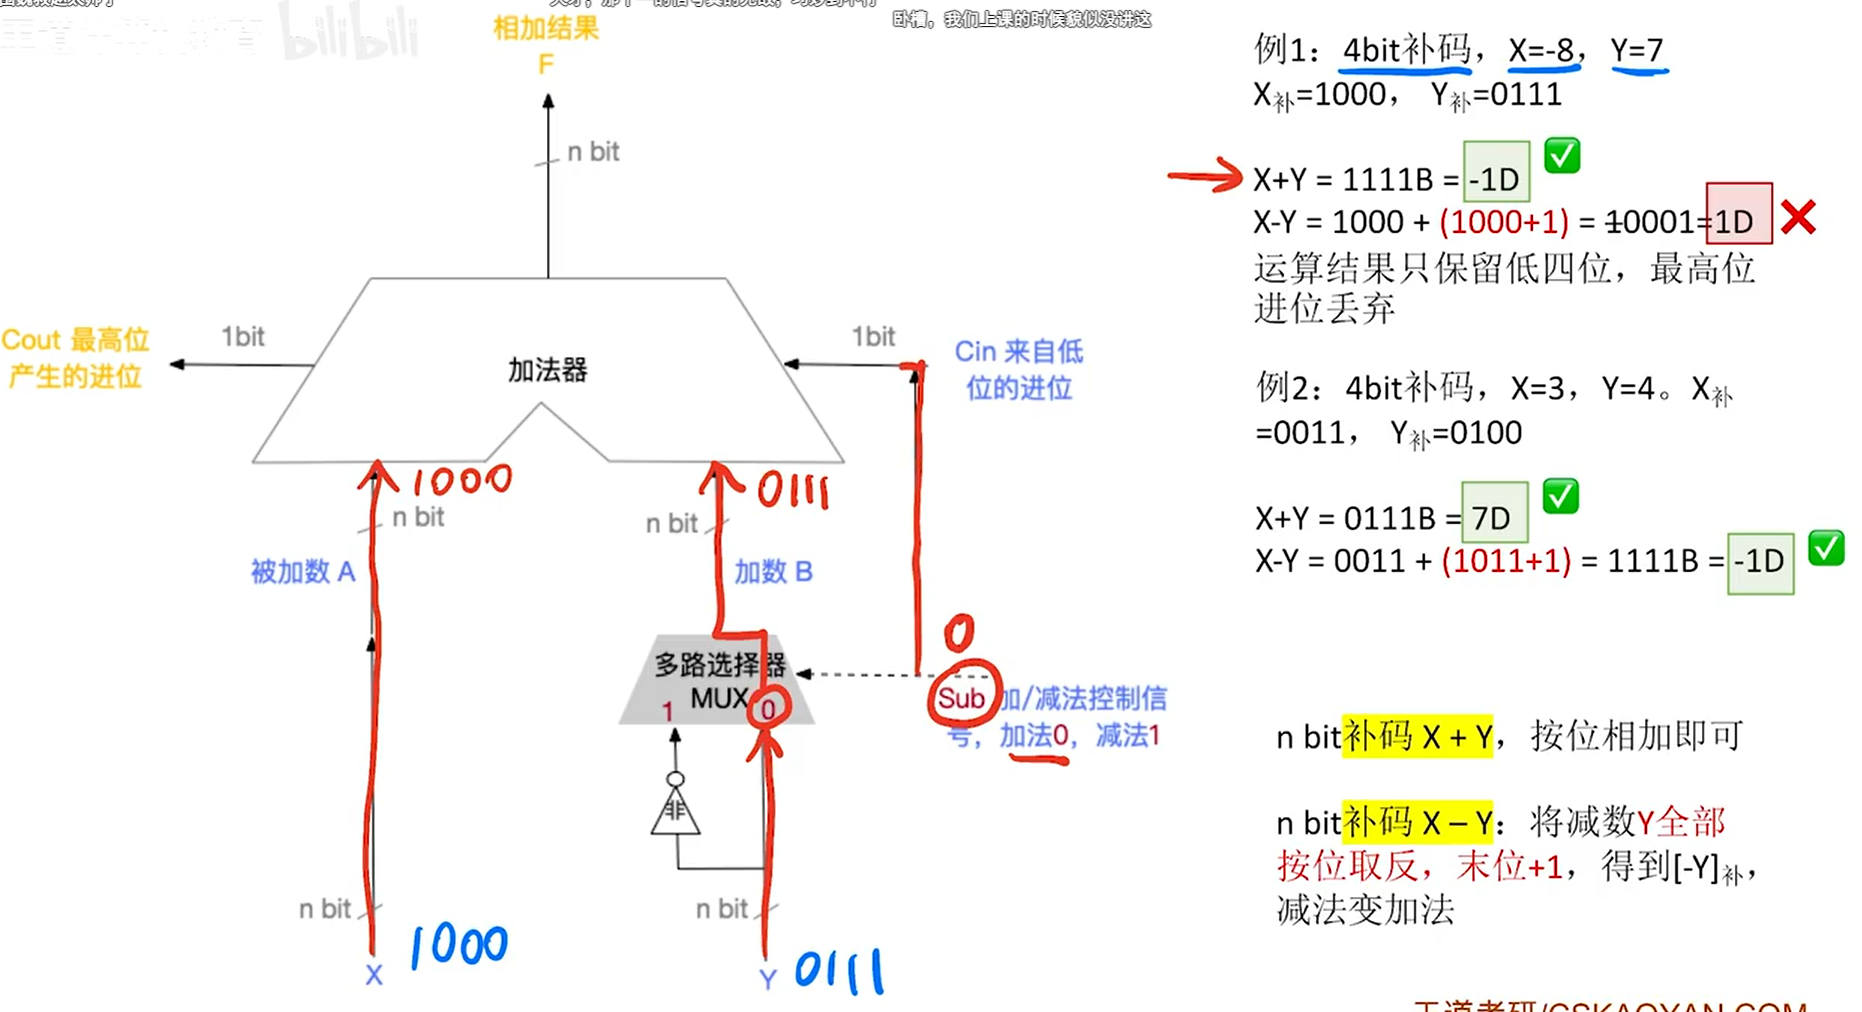 卧槽，我们上课的时候貌似没讲这
bilibili
相加结果
F
n bit
Cout 最高位
产生的进位
1bit
加法器
1bit
Cin 来自低
位的进位
1000
0111
n bit
n bit
被加数 A
加数 B
0
多路选择器
MUX
1
0
Sub
加/减法控制信
号，加法0，减法1
非
n bit
n bit
X
1000
Y
0111
例1：4bit补码，X=-8，Y=7
X补=1000， Y补=0111
X+Y = 1111B = -1D
X-Y = 1000 + (1000+1) = 10001=1D
运算结果只保留低四位，最高位
进位丢弃
例2：4bit补码，X=3，Y=4。X补
=0011， Y补=0100
X+Y = 0111B = 7D
X-Y = 0011 + (1011+1) = 1111B = -1D
n bit补码 X + Y，按位相加即可
n bit补码 X – Y：将减数Y全部
按位取反，末位+1，得到[-Y]补，
减法变加法
王道考研/CSKAOYAN.COM